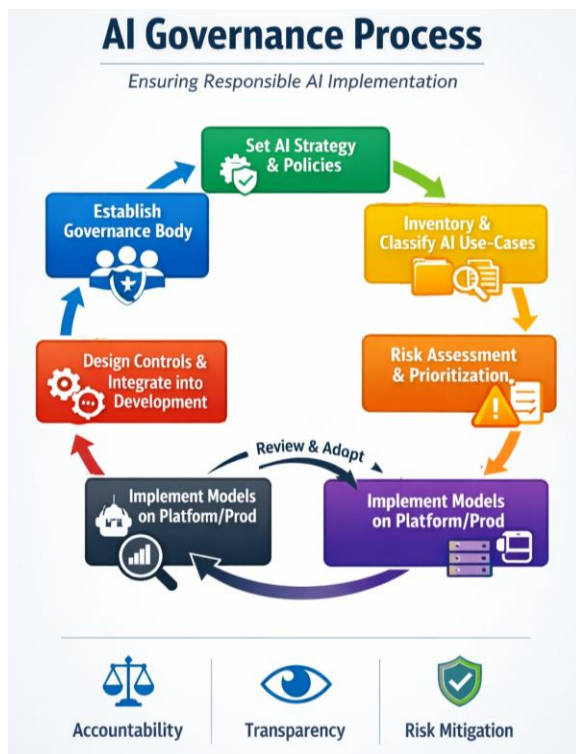 AI Governance Process
Ensuring Responsible AI Implementation
Set AI Strategy
& Policies
Establish
Governance Body
Inventory &
Classify AI Use-Cases
Design Controls &
Integrate into
Development
Risk Assessment
& Prioritization
Review & Adapt
Implement Models
on Platform/Prod
Implement Models
on Platform/Prod
Accountability
Transparency
Risk Mitigation